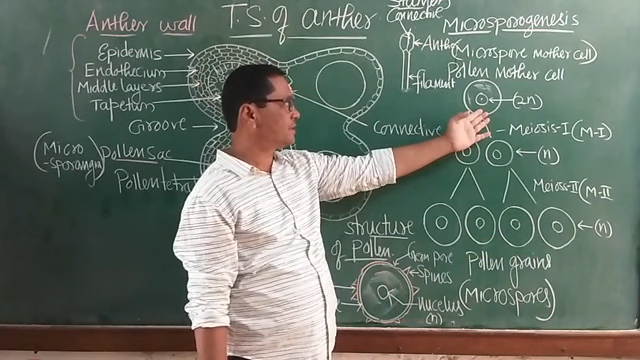 Anther wall
Epidermis
Endothecium
Middle layers
Tapetum
Groove
(Micro
-sporangia
Pollen Sac
Pollen tetra
T.S. of anther
Connective
Connective
Anther
filament
Microsporogenesis
(Microspore mother cell)
Pollen mother cell
(2n)
Meiosis-I (M-I)
(n)
Meiosis-II (M-II
(n)
Pollen grains
(Microspores)
structure
of Pollen
Germ pore
Spines
nucleus
(n)